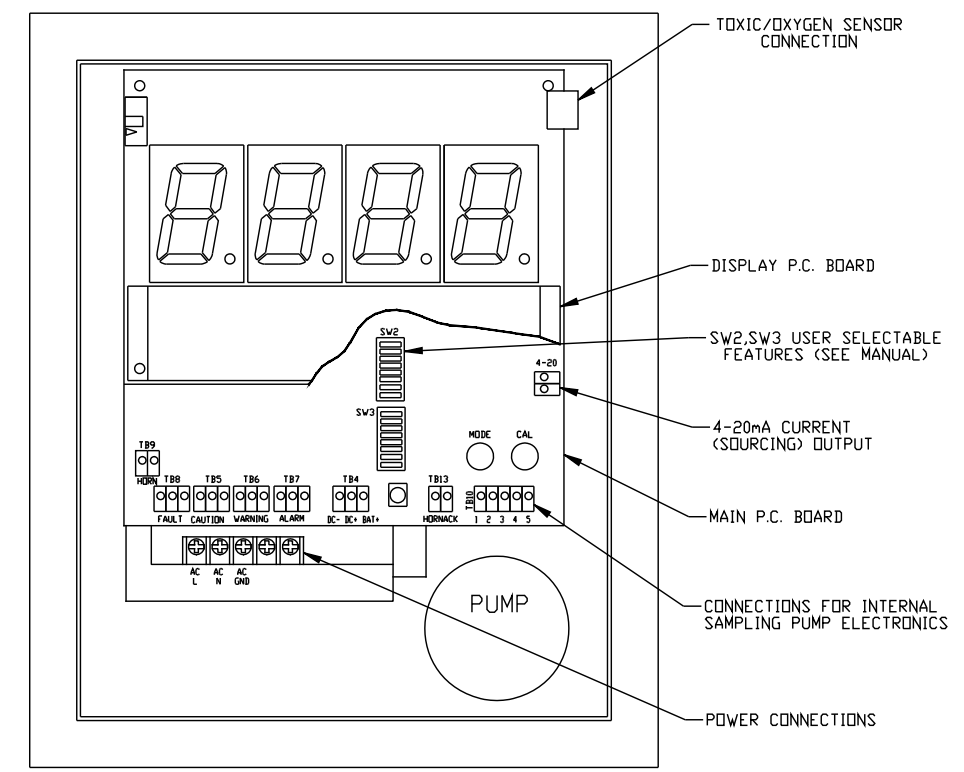 TOXIC/OXYGEN SENSOR
CONNECTION
DISPLAY P.C. BOARD
SW2
SW2,SW3 USER SELECTABLE
FEATURES (SEE MANUAL)
4-20
SW3
4-20mA CURRENT
(SOURCING) OUTPUT
MODE
CAL
TB9
HORN
TB8
TB5
TB6
TB7
TB4
TB13
TB10
FAULT
CAUTION
WARNING
ALARM
DC- DC+ BAT+
HORNACK
1 2 3 4 5
MAIN P.C. BOARD
AC
L
AC
N
AC
GND
PUMP
CONNECTIONS FOR INTERNAL
SAMPLING PUMP ELECTRONICS
POWER CONNECTIONS